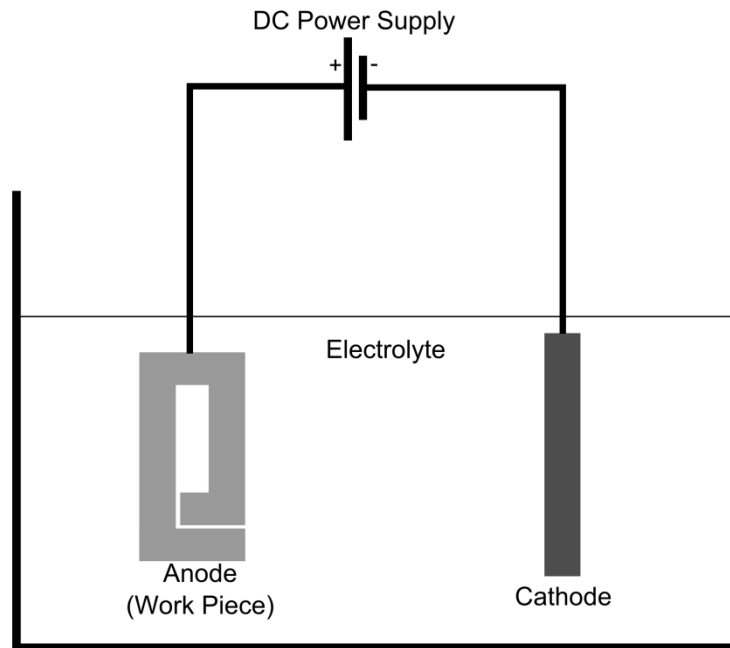 DC Power Supply
+ -
Electrolyte
Anode
(Work Piece)
Cathode